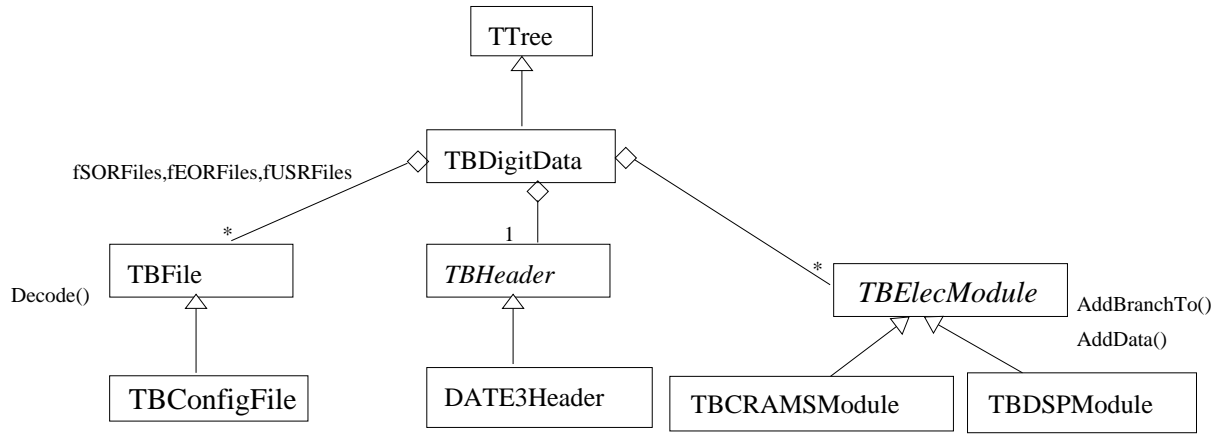 TTree
TBDigitData
fSORFiles,fEORFiles,fUSRFiles
*
1
*
TBFile
TBHeader
TBElecModule
Decode()
AddBranchTo()
AddData()
TBConfigFile
DATE3Header
TBCRAMSModule
TBDSPModule